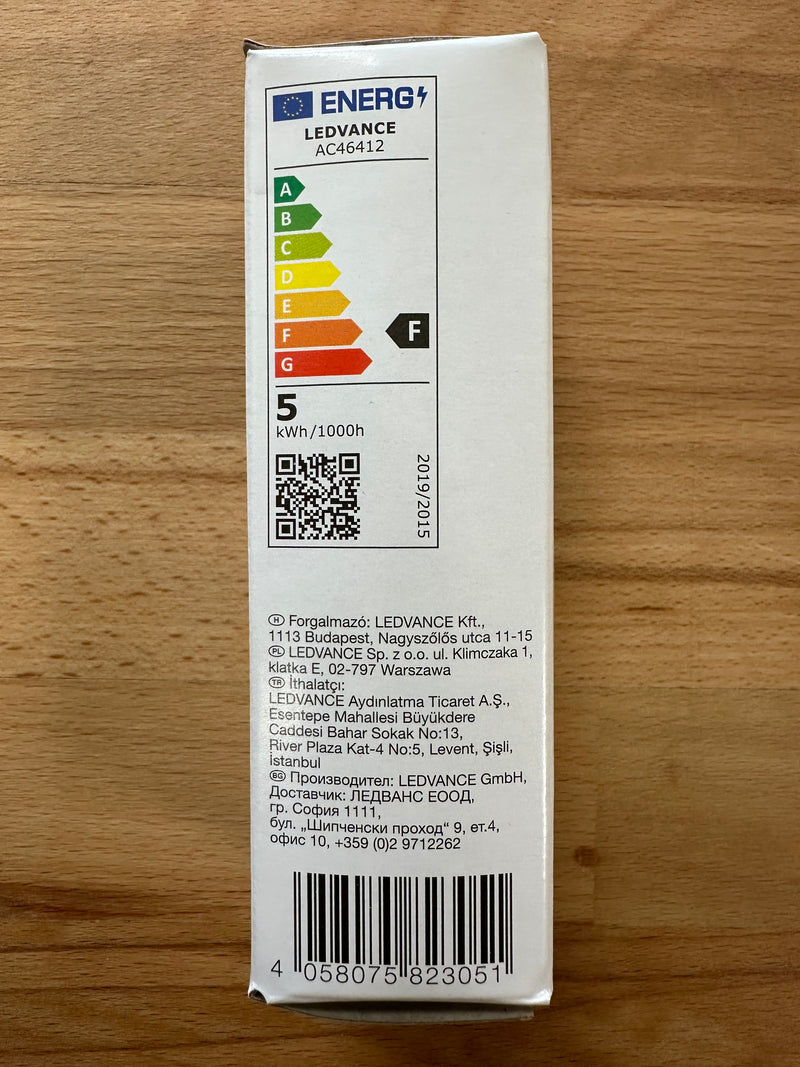 ENERG
LEDVANCE
AC46412
A
B
C
D
E
F
F
G
5
kWh/1000h
2019/2015
H Forgalmazó: LEDVANCE Kft.,
1113 Budapest, Nagyszőlős utca 11-15
PL LEDVANCE Sp. z o.o. ul. Klimczaka 1,
klatka E, 02-797 Warszawa
TR İthalatçı:
LEDVANCE Aydınlatma Ticaret A.Ş.,
Esentepe Mahallesi Büyükdere
Caddesi Bahar Sokak No:13,
River Plaza Kat-4 No:5, Levent, Şişli,
İstanbul
BG Производител: LEDVANCE GmbH,
Доставчик: ЛЕДВАНС ЕООД,
гр. София 1111,
бул. „Шипченски проход“ 9, ет.4,
офис 10, +359 (0)2 9712262
4 058075 823051